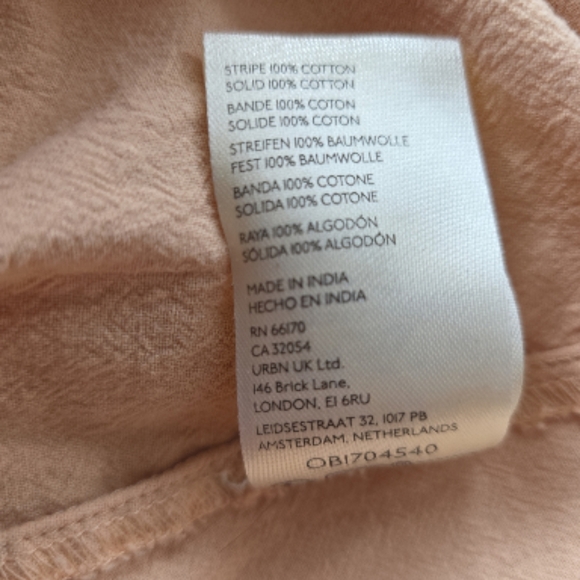 STRIPE 100% COTTON
SOLID 100% COTTON
BANDE 100% COTON
SOLIDE 100% COTON
STREIFEN 100% BAUMWOLLE
FEST 100% BAUMWOLLE
BANDA 100% COTONE
SOLIDA 100% COTONE
RAYA 100% ALGODÓN
SÓLIDA 100% ALGODÓN
MADE IN INDIA
HECHO EN INDIA
RN 66170
CA 32054
URBN UK Ltd.
146 Brick Lane,
LONDON, E1 6RU
LEIDSESTRAAT 32, 1017 PB
AMSTERDAM, NETHERLANDS
OB1704540